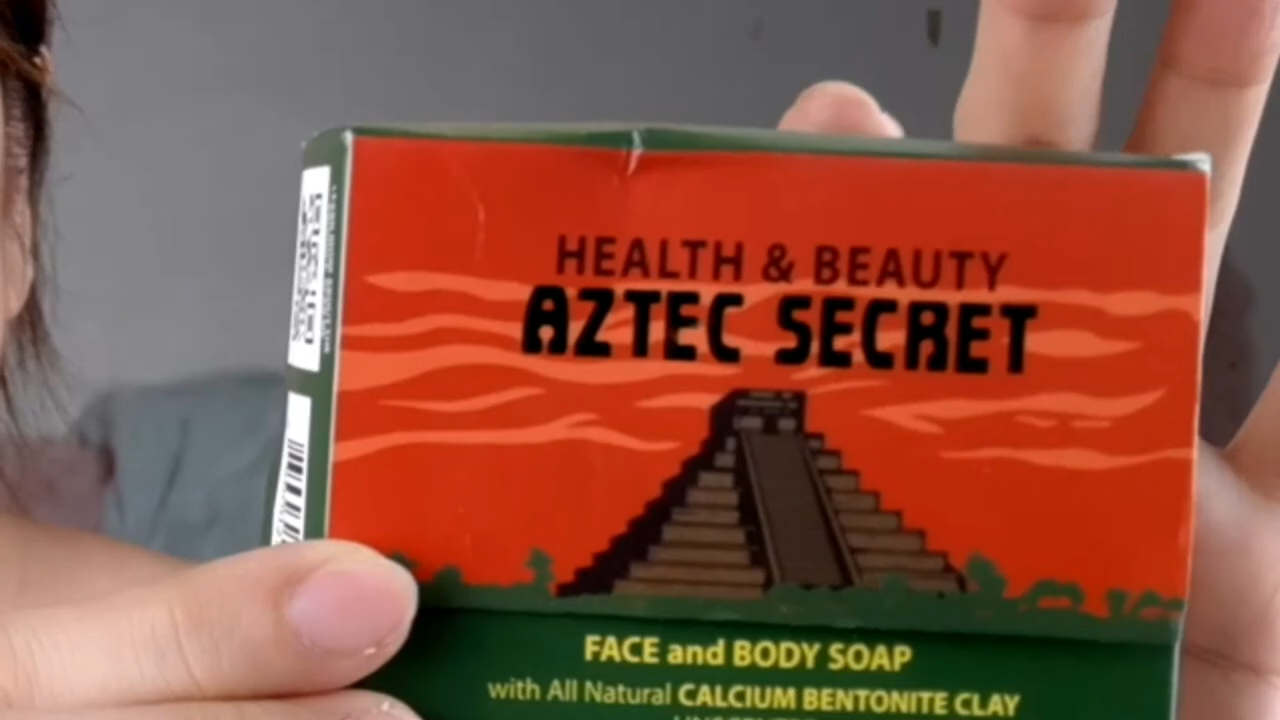 HEALTH & BEAUTY
AZTEC SECRET
FACE and BODY SOAP
with All Natural CALCIUM BENTONITE CLAY